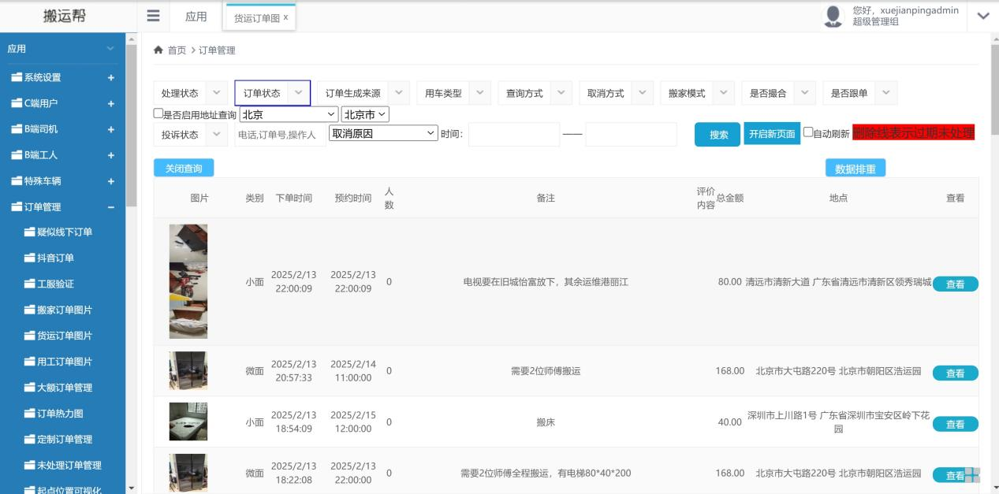 搬运帮
应用
货运订单图 x
您好，xuejianpingadmin
超级管理组
应用
系统设置 +
C端用户 +
B端司机 +
B端工人 +
特殊车辆 +
订单管理 −
疑似线下订单
抖音订单
工服验证
搬家订单图片
货运订单图片
用工订单图片
大额订单管理
订单热力图
定制订单管理
未处理订单管理
起点位置可视化
首页 > 订单管理
处理状态 订单状态 订单生成来源 用车类型 查询方式 取消方式 搬家模式 是否撮合 是否跟单
是否启用地址查询 北京 北京市
投诉状态 电话,订单号,操作人 取消原因 时间： —— 搜索 开启新页面 自动刷新 删除线表示过期未处理
关闭查询 数据排重
图片 类别 下单时间 预约时间 人数 备注 评价内容 总金额 地点 查看
小面 2025/2/13 22:00:09 2025/2/13 22:00:09 0 电视要在旧城怡富放下，其余运维港丽江 80.00 清远市清新大道 广东省清远市清新区领秀瑞城 查看
微面 2025/2/13 20:57:33 2025/2/14 11:00:00 0 需要2位师傅搬运 168.00 北京市大屯路220号 北京市朝阳区浩运园 查看
小面 2025/2/13 18:54:09 2025/2/15 12:00:00 0 搬床 40.00 深圳市上川路1号 广东省深圳市宝安区岭下花园 查看
微面 2025/2/13 18:22:08 2025/2/13 22:00:00 0 需要2位师傅全程搬运，有电梯80*40*200 168.00 北京市大屯路220号 北京市朝阳区浩运园 查看